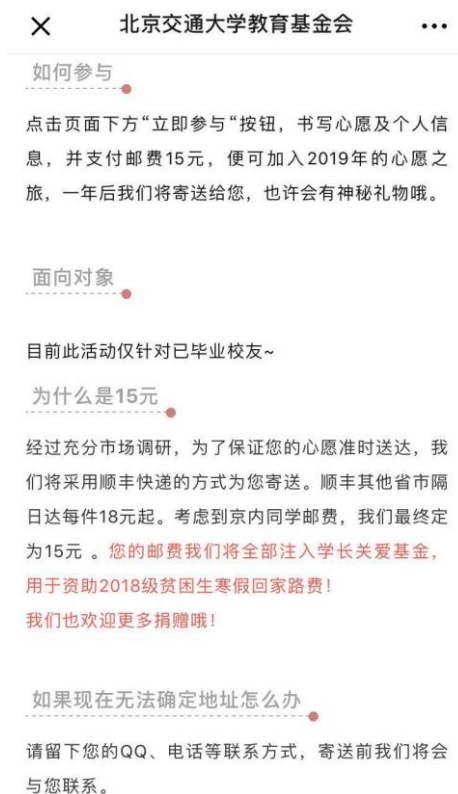 北京交通大学教育基金会
如何参与
点击页面下方“立即参与“按钮，书写心愿及个人信
息，并支付邮费15元，便可加入2019年的心愿之
旅，一年后我们将寄送给您，也许会有神秘礼物哦。
面向对象
目前此活动仅针对已毕业校友~
为什么是15元
经过充分市场调研，为了保证您的心愿准时送达，我
们将采用顺丰快递的方式为您寄送。顺丰其他省市隔
日达每件18元起。考虑到京内同学邮费，我们最终定
为15元 。您的邮费我们将全部注入学长关爱基金，
用于资助2018级贫困生寒假回家路费！
我们也欢迎更多捐赠哦！
如果现在无法确定地址怎么办
请留下您的QQ、电话等联系方式，寄送前我们将会
与您联系。